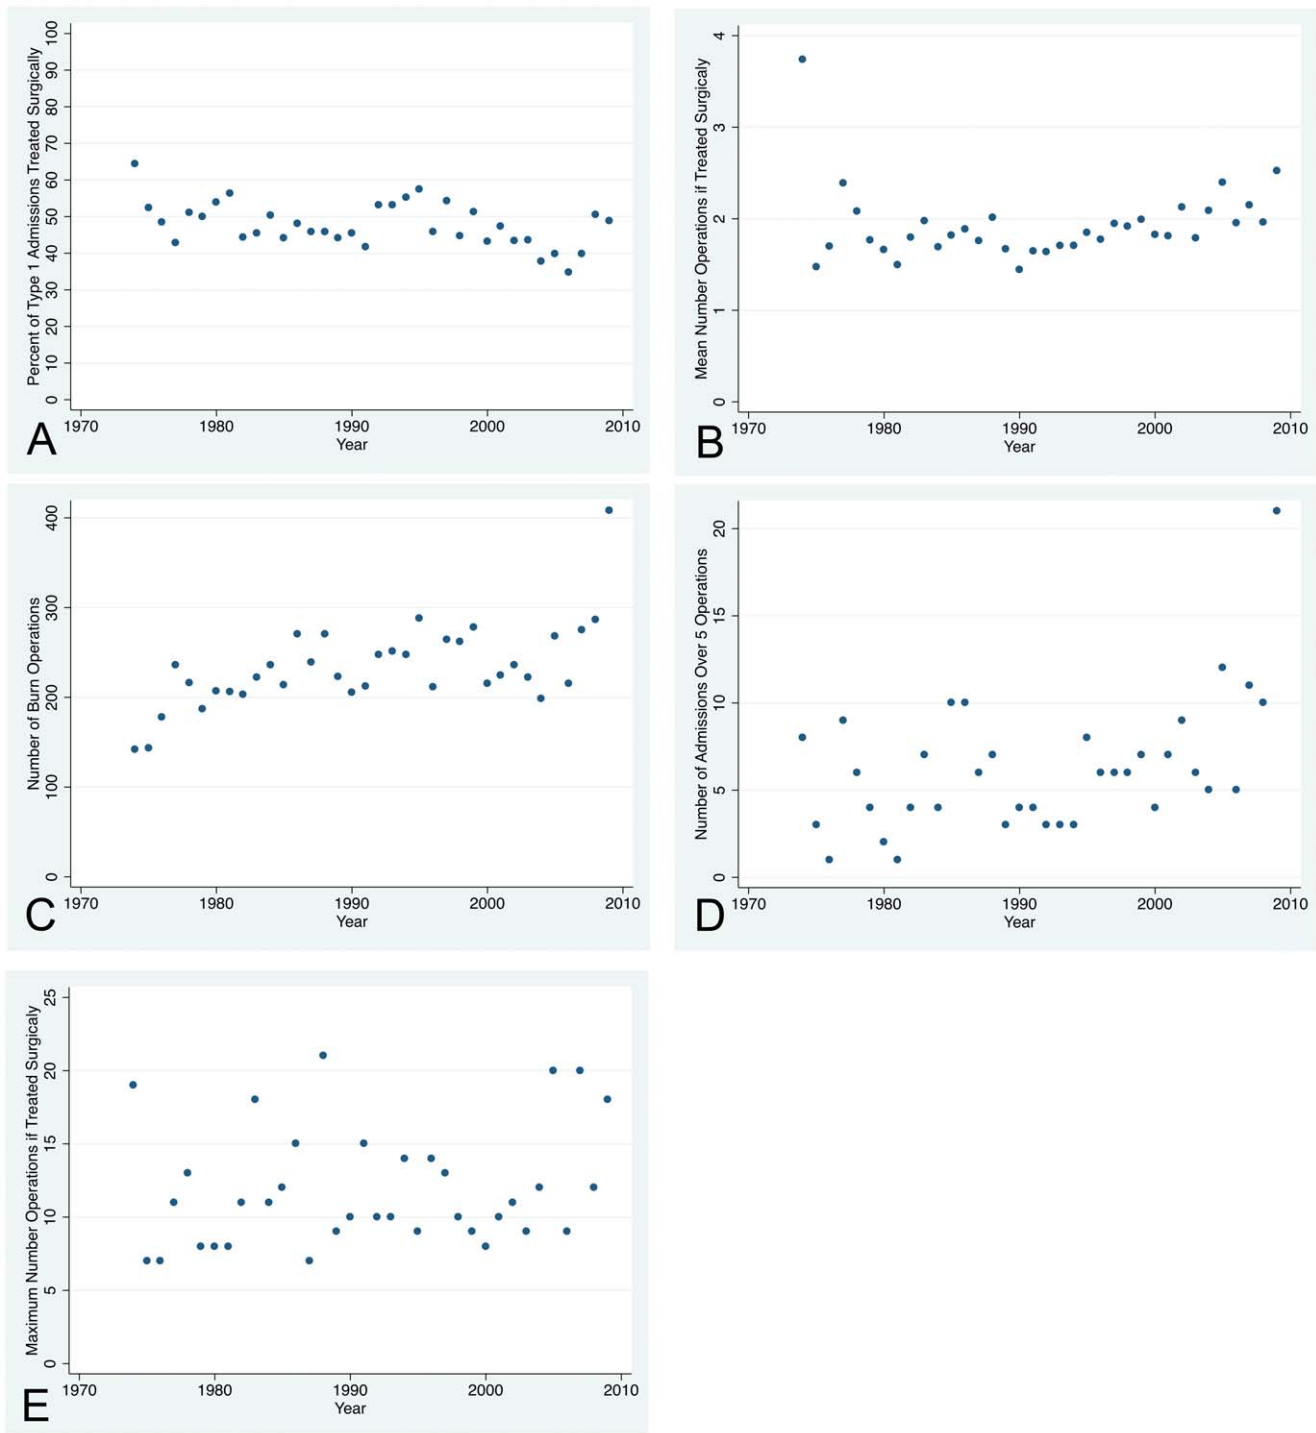 Percent of Type 1 Admissions Treated Surgically
100
90
80
70
60
50
40
30
20
10
0
1970 1980 1990 2000 2010
Year
A
Mean Number Operations if Treated Surgicaly
4
3
2
1
0
1970 1980 1990 2000 2010
Year
B
Number of Burn Operations
400
300
200
100
0
1970 1980 1990 2000 2010
Year
C
Number of Admissions Over 5 Operations
20
15
10
5
0
1970 1980 1990 2000 2010
Year
D
Maximum Number Operations if Treated Surgicaly
25
20
15
10
5
0
1970 1980 1990 2000 2010
Year
E